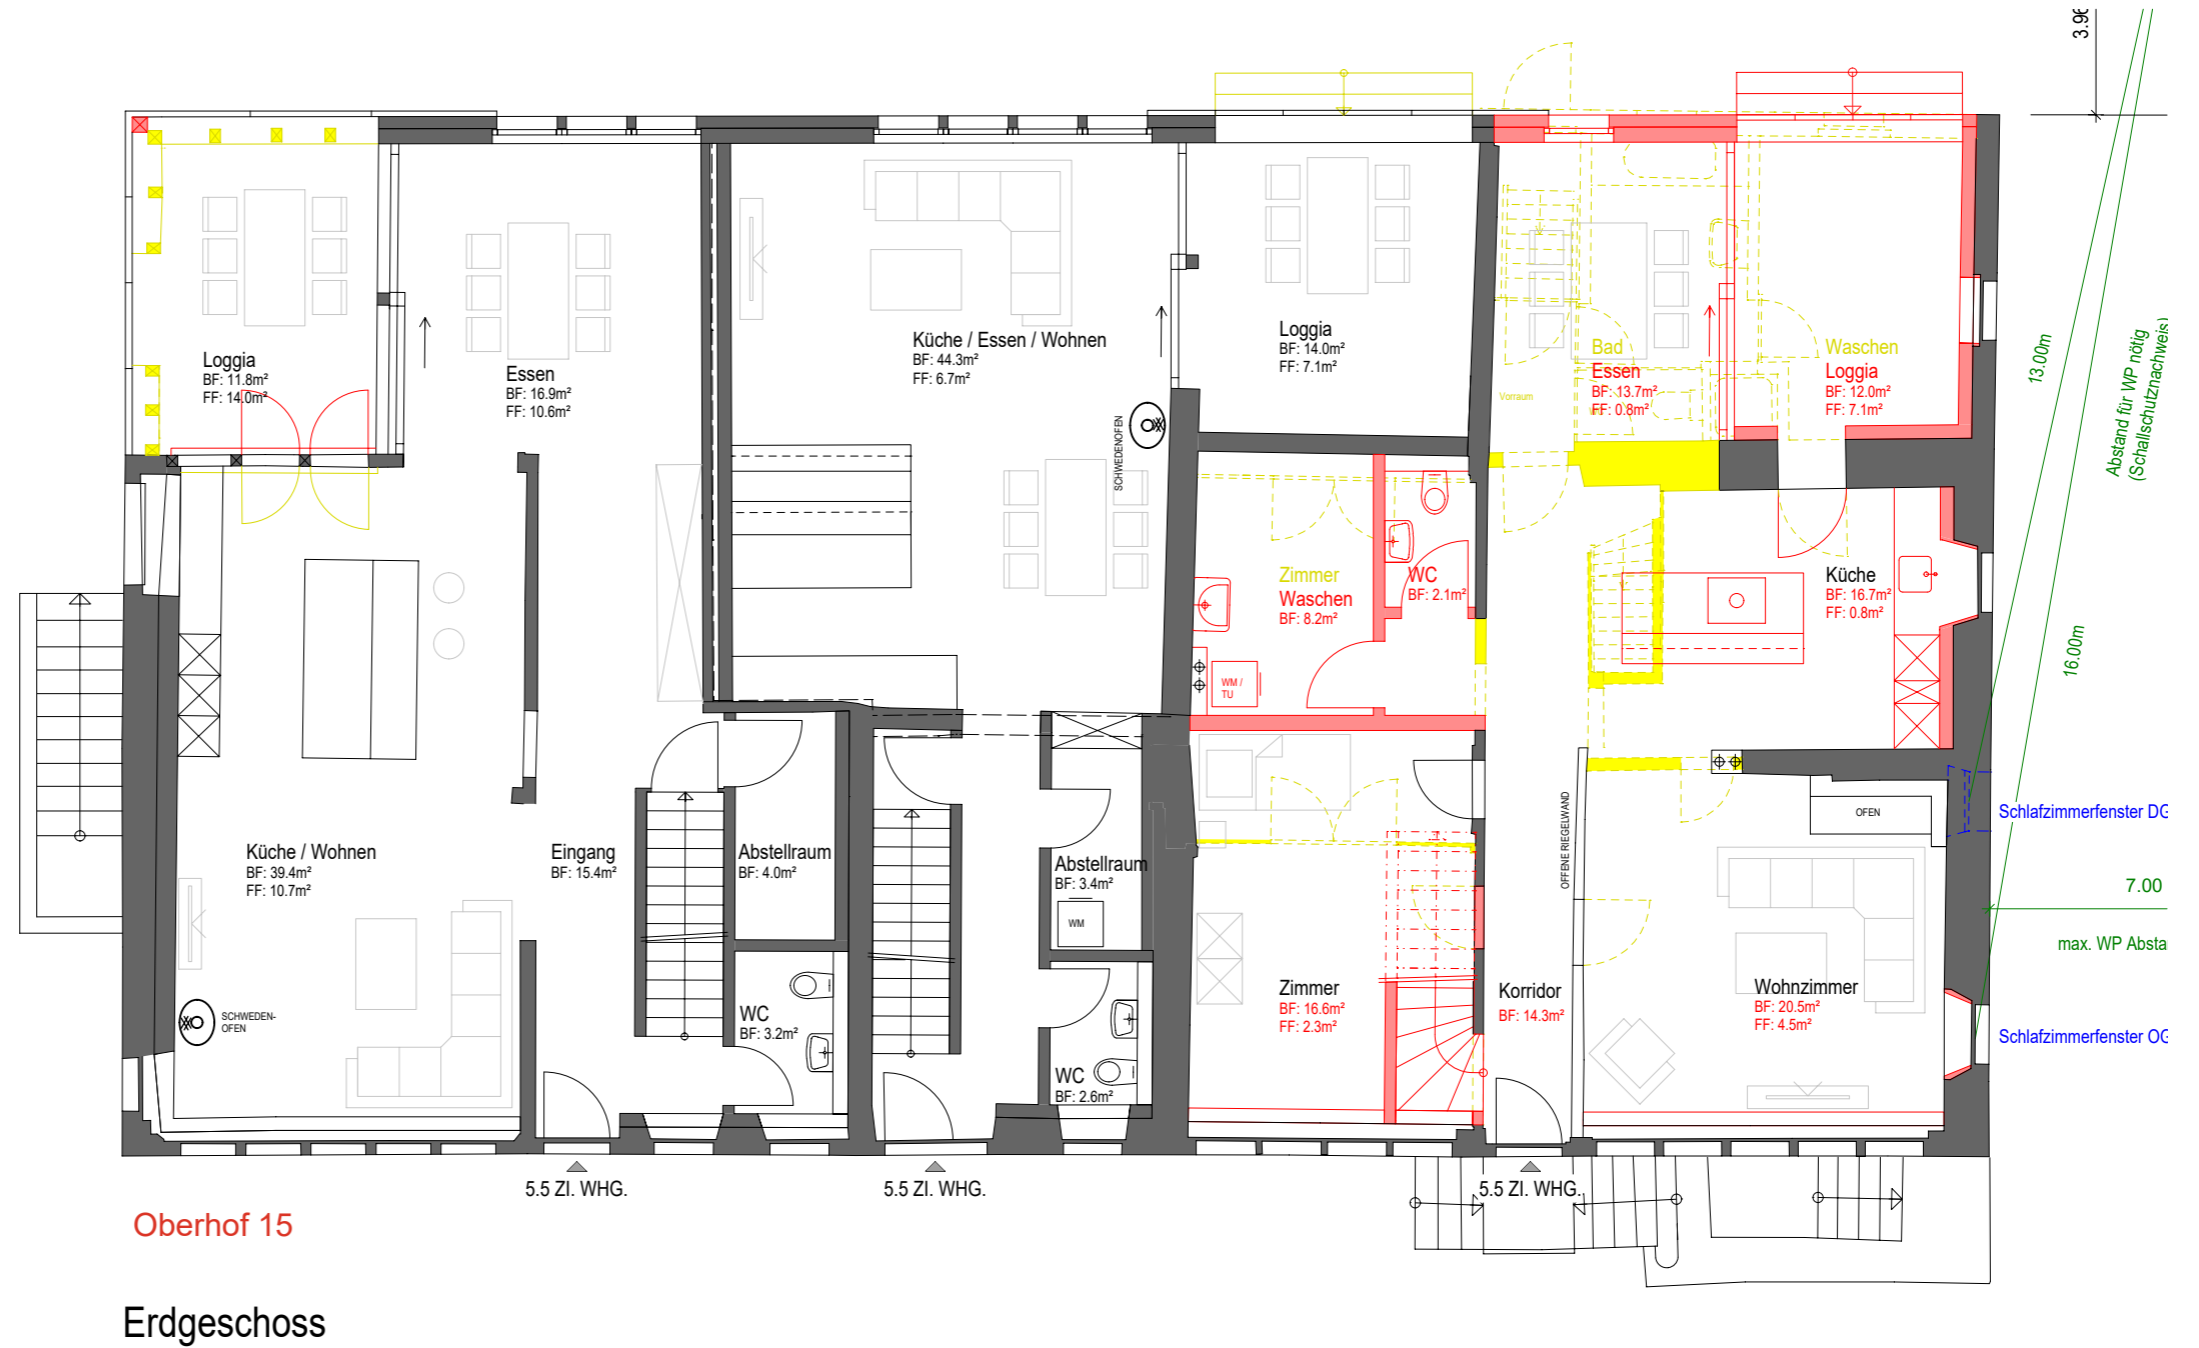 3.96
Loggia
BF: 11.8m²
FF: 14.0m²
Essen
BF: 16.9m²
FF: 10.6m²
Küche / Essen / Wohnen
BF: 44.3m²
FF: 6.7m²
SCHWEDENOFEN
Loggia
BF: 14.0m²
FF: 7.1m²
Vorraum
Bad
Essen
BF: 13.7m²
FF: 0.8m²
Waschen
Loggia
BF: 12.0m²
FF: 7.1m²
13.00m
Abstand für WP nötig
(Schallschutznachweis)
Zimmer
Waschen
BF: 8.2m²
WM /
TU
WC
BF: 2.1m²
Küche
BF: 16.7m²
FF: 0.8m²
16.00m
Küche / Wohnen
BF: 39.4m²
FF: 10.7m²
SCHWEDEN-
OFEN
Eingang
BF: 15.4m²
Abstellraum
BF: 4.0m²
WC
BF: 3.2m²
Abstellraum
BF: 3.4m²
WM
WC
BF: 2.6m²
Zimmer
BF: 16.6m²
FF: 2.3m²
Korridor
BF: 14.3m²
OFFENE RIEGELWAND
OFEN
Wohnzimmer
BF: 20.5m²
FF: 4.5m²
Schlafzimmerfenster DG
7.00
max. WP Absta
Schlafzimmerfenster OG
5.5 ZI. WHG.
5.5 ZI. WHG.
5.5 ZI. WHG.
Oberhof 15
Erdgeschoss